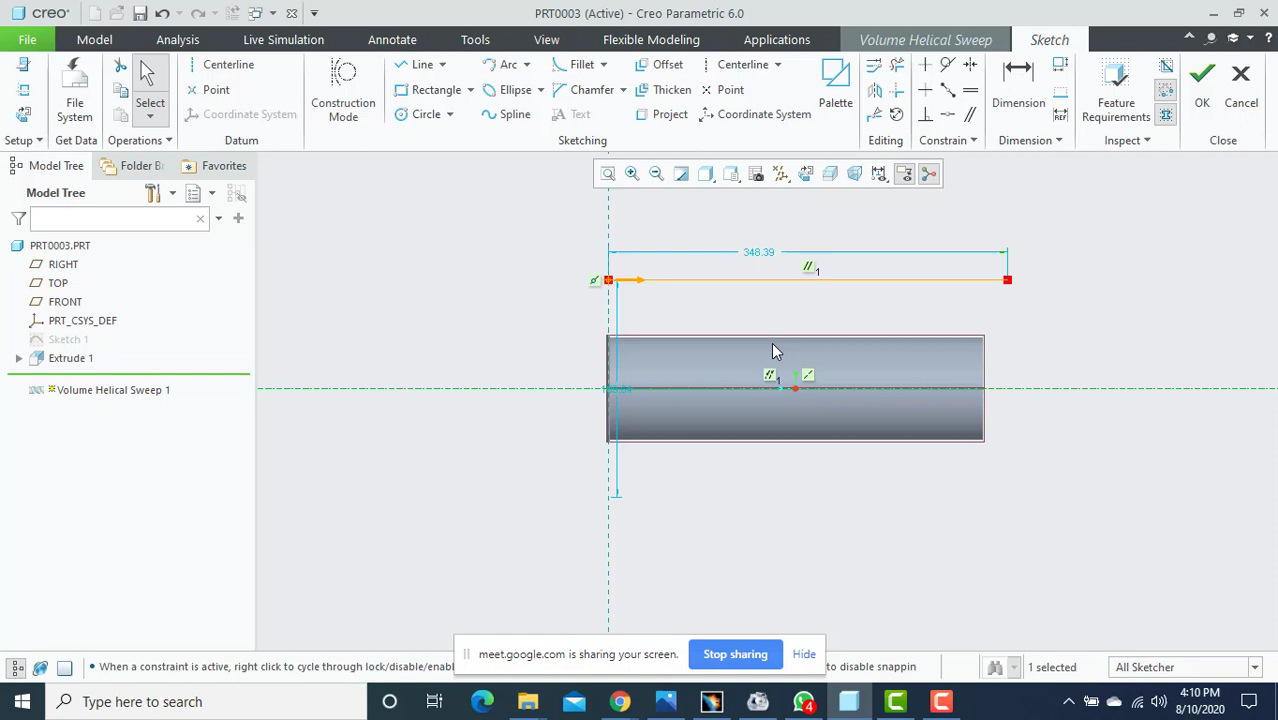 creo
PRT0003 (Active) - Creo Parametric 6.0
File Model Analysis Live Simulation Annotate Tools View Flexible Modeling Applications Volume Helical Sweep Sketch
Centerline Line Arc Fillet Offset Centerline
Point Rectangle Ellipse Chamfer Thicken Point
Coordinate System Circle Spline Text Project Coordinate System
File System Select Construction Mode Palette Dimension Feature Requirements OK Cancel
Setup Get Data Operations Datum Sketching Editing Constrain Dimension Inspect Close
Model Tree Folder Br Favorites
Model Tree
PRT0003.PRT
RIGHT
TOP
FRONT
PRT_CSYS_DEF
Sketch 1
Extrude 1
Volume Helical Sweep 1
348.39
1
1
meet.google.com is sharing your screen. Stop sharing Hide
When a constraint is active, right click to cycle through lock/disable/enab
to disable snappin
1 selected
All Sketcher
Type here to search
4
4:10 PM
8/10/2020